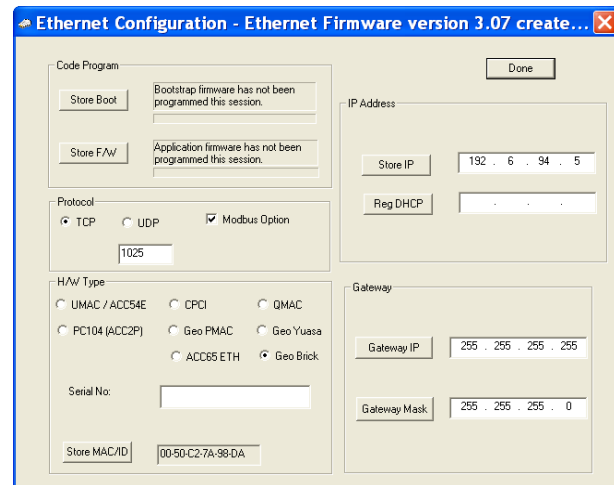 Ethernet Configuration - Ethernet Firmware version 3.07 create...
Code Program
Store Boot
Bootstrap firmware has not been
programmed this session.
Store F/W
Application firmware has not been
programmed this session.
Done
IP Address
Store IP
192 . 6 . 94 . 5
Reg DHCP
. . .
Protocol
TCP UDP Modbus Option
1025
H/W Type
UMAC / ACC54E CPCI QMAC
PC104 (ACC2P) Geo PMAC Geo Yuasa
ACC65 ETH Geo Brick
Serial No:
Store MAC/ID 00-50-C2-7A-98-DA
Gateway
Gateway IP 255 . 255 . 255 . 255
Gateway Mask 255 . 255 . 255 . 0